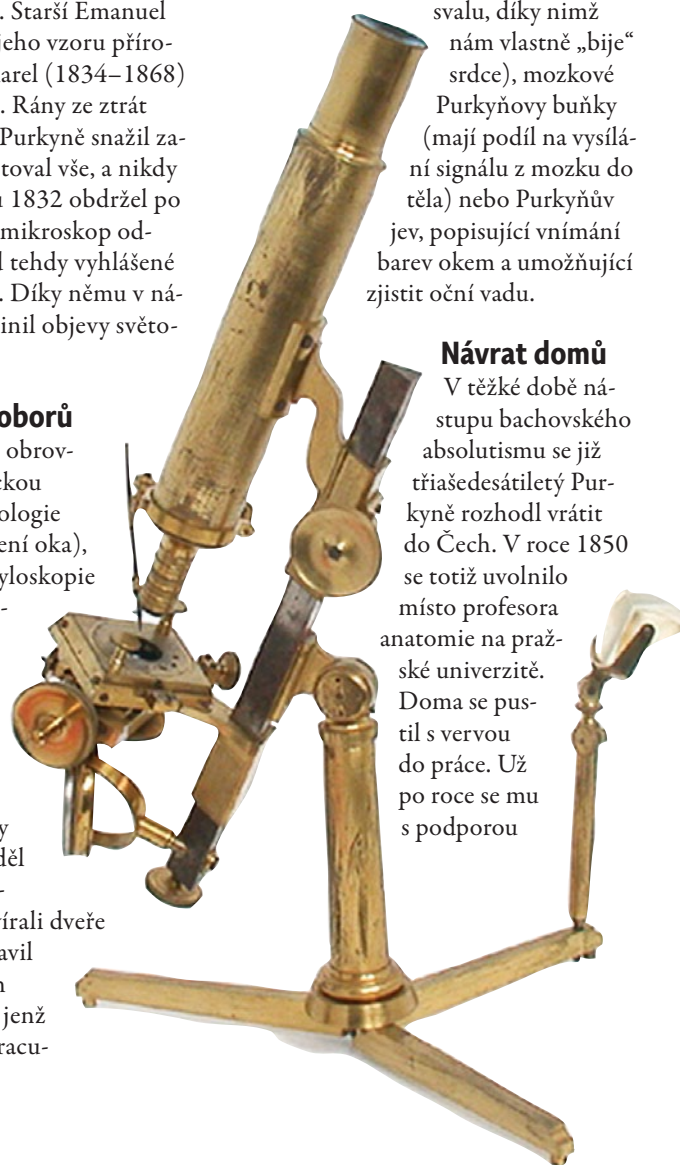 . Starší Emanuel
jeho vzoru příro-
arel (1834–1868)
. Rány ze ztrát
Purkyně snažil za-
toval vše, a nikdy
u 1832 obdržel po
mikroskop od-
l tehdy vyhlášené
. Díky němu v ná-
inil objevy světo-
oborů
obrov-
ckou
ologie
ení oka),
yloskopie
-
y
děl
-
írali dveře
avil
n
jenž
racu-
svalu, díky nimž
nám vlastně „bije“
srdce), mozkové
Purkyňovy buňky
(mají podíl na vysílá-
ní signálu z mozku do
těla) nebo Purkyňův
jev, popisující vnímání
barev okem a umožňující
zjistit oční vadu.
Návrat domů
V těžké době ná-
stupu bachovského
absolutismu se již
třiašedesátiletý Pur-
kyně rozhodl vrátit
do Čech. V roce 1850
se totiž uvolnilo
místo profesora
anatomie na praž-
ské univerzitě.
Doma se pus-
til s vervou
do práce. Už
po roce se mu
s podporou